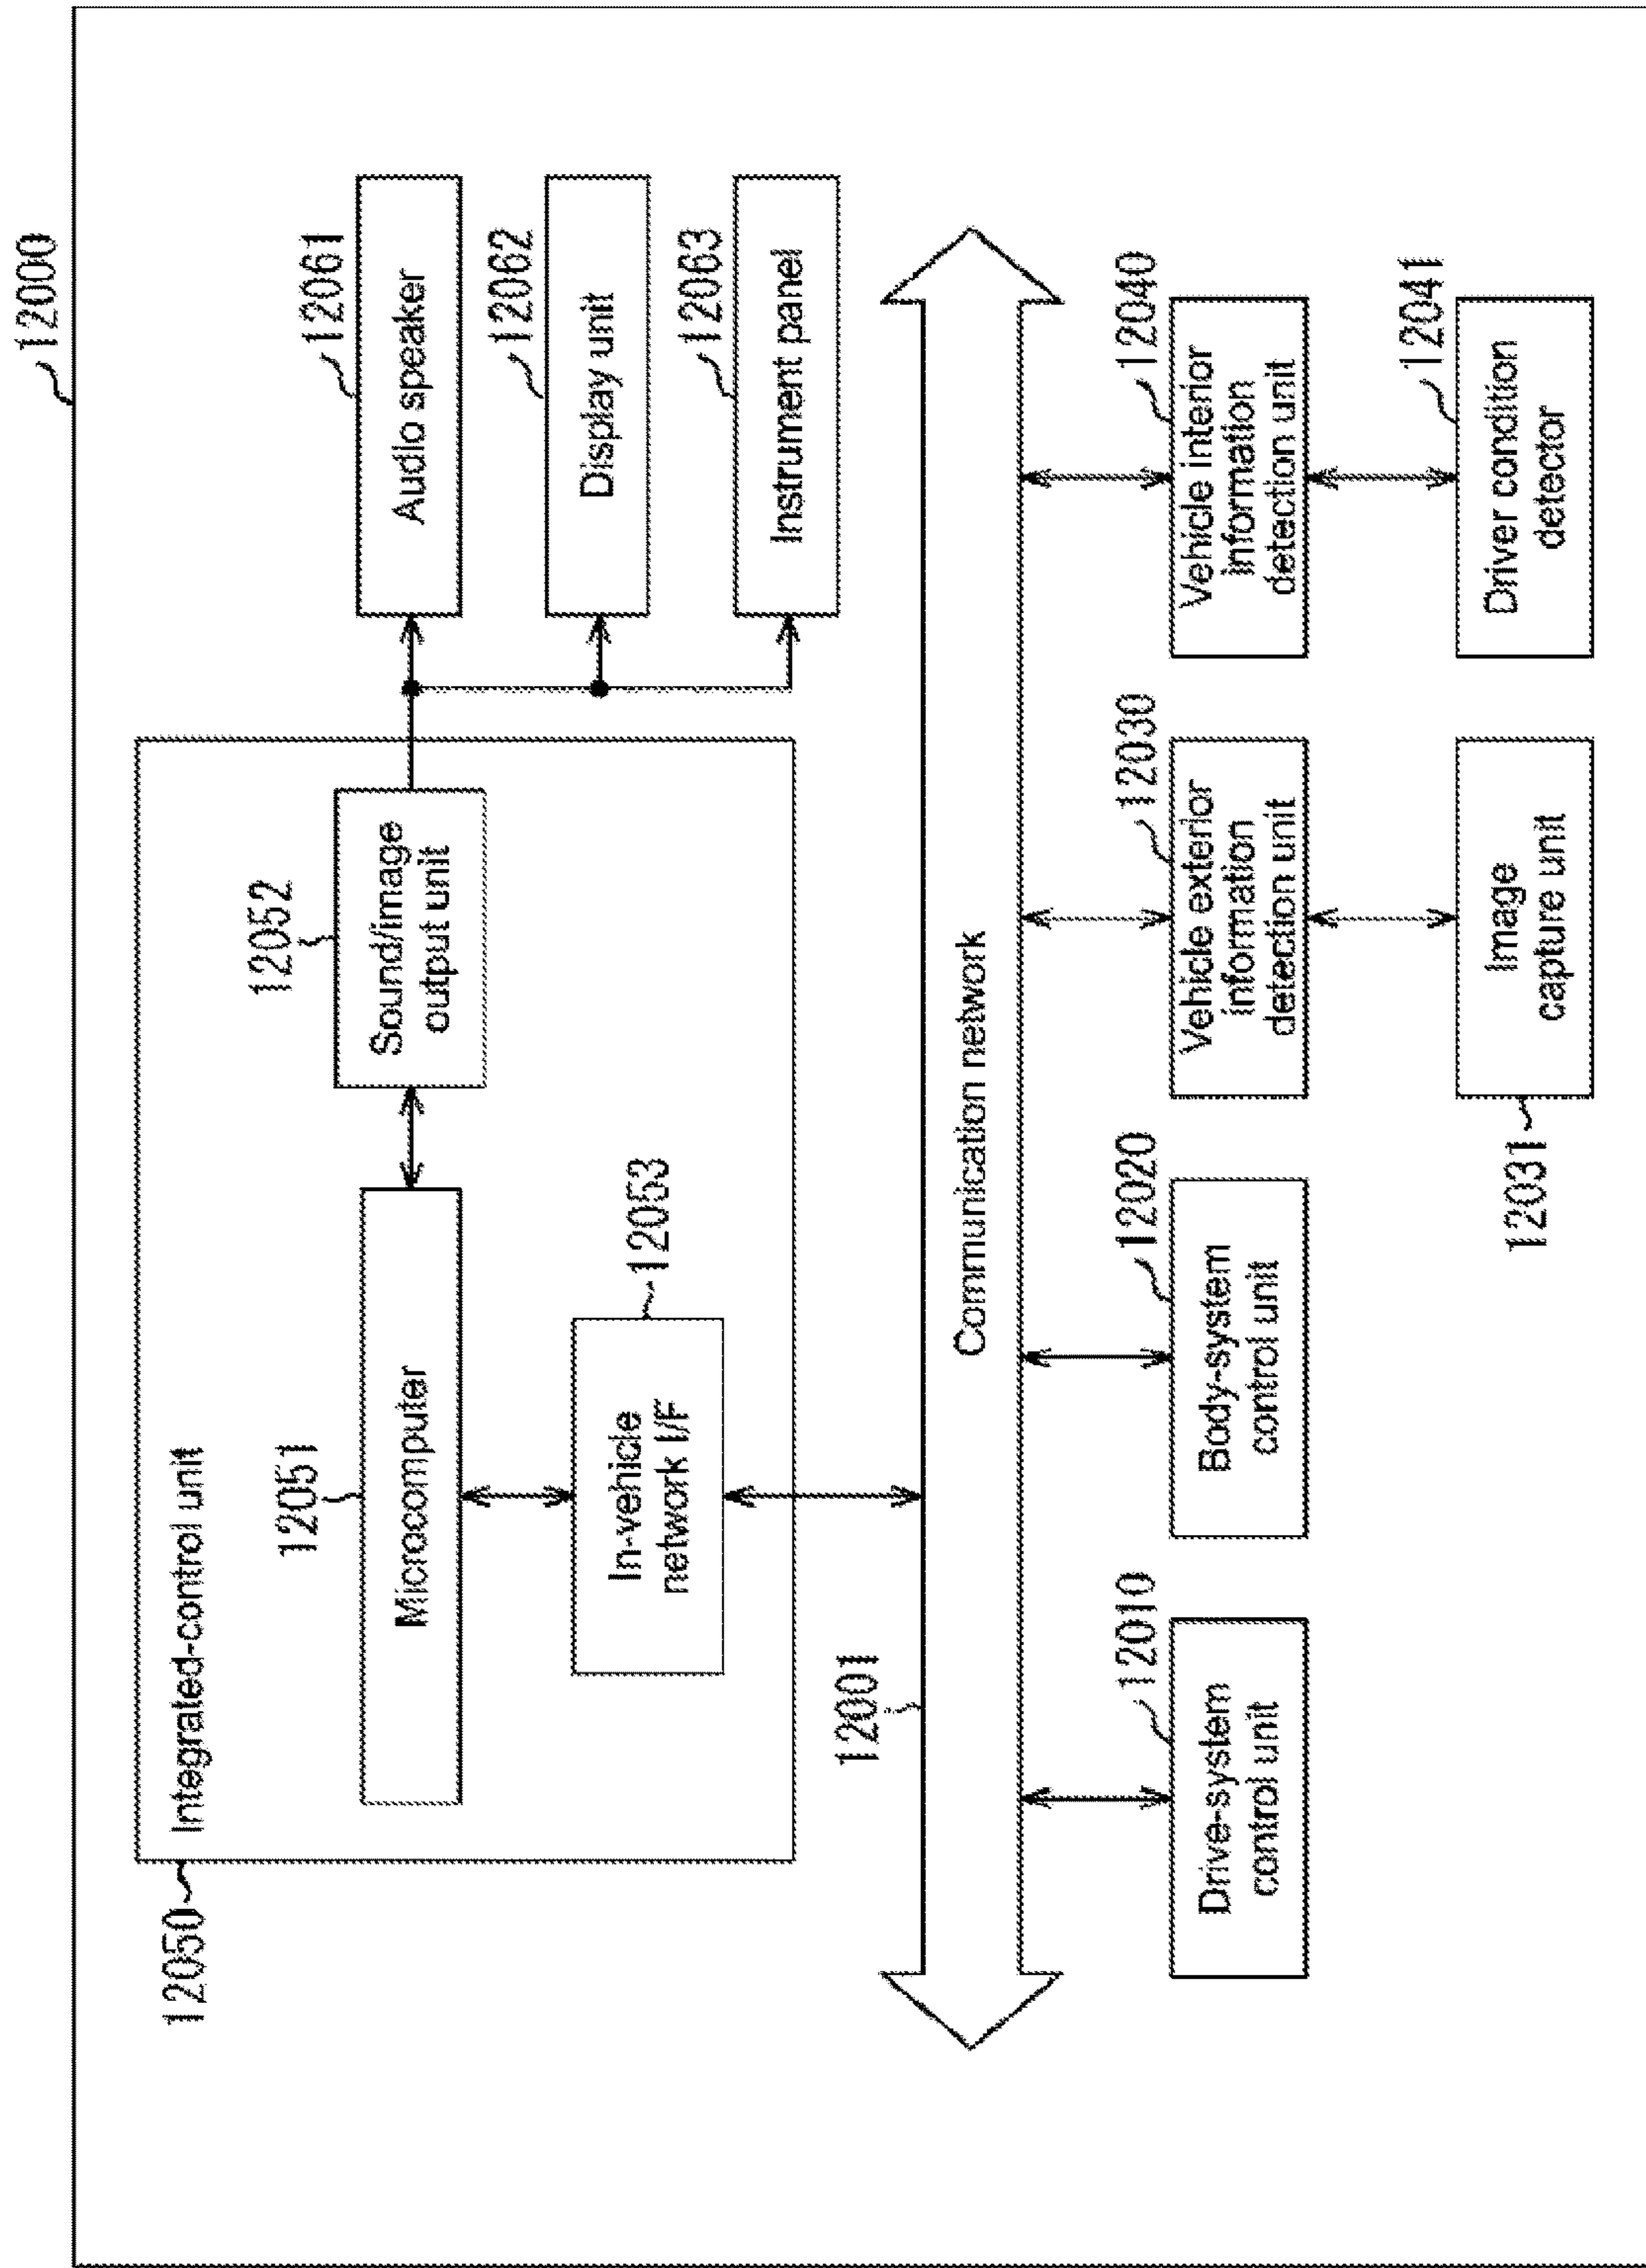 12000
12050
Integrated-control unit
12051
Microcomputer
12052
Sound/image
output unit
12053
In-vehicle
network I/F
12061
Audio speaker
12062
Display unit
12063
Instrument panel
12001
Communication network
12010
Drive-system
control unit
12020
Body-system
control unit
12030
Vehicle exterior
information
detection unit
12040
Vehicle interior
information
detection unit
12031
Image
capture unit
12041
Driver condition
detector